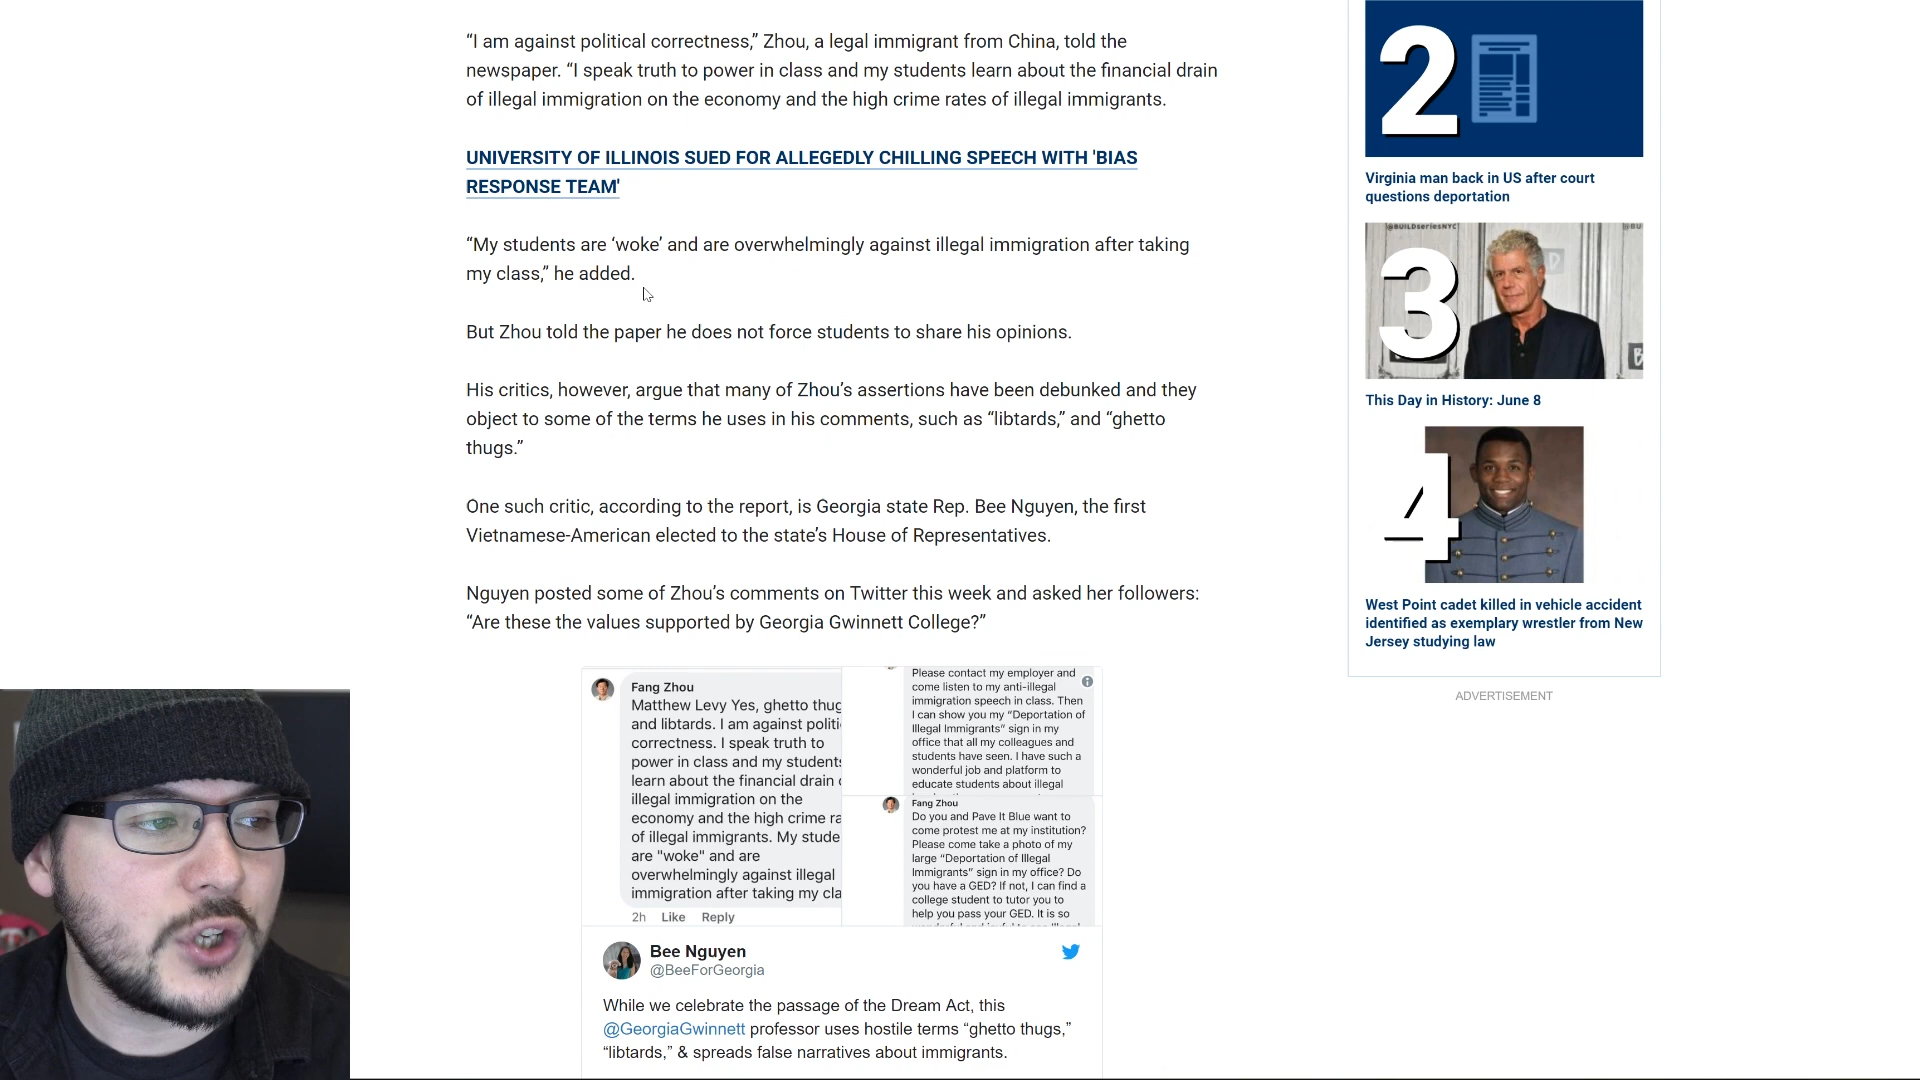 “I am against political correctness,” Zhou, a legal immigrant from China, told the
newspaper. “I speak truth to power in class and my students learn about the financial drain
of illegal immigration on the economy and the high crime rates of illegal immigrants.
UNIVERSITY OF ILLINOIS SUED FOR ALLEGEDLY CHILLING SPEECH WITH 'BIAS
RESPONSE TEAM'
“My students are ‘woke’ and are overwhelmingly against illegal immigration after taking
my class,” he added.
But Zhou told the paper he does not force students to share his opinions.
His critics, however, argue that many of Zhou’s assertions have been debunked and they
object to some of the terms he uses in his comments, such as “libtards,” and “ghetto
thugs.”
One such critic, according to the report, is Georgia state Rep. Bee Nguyen, the first
Vietnamese-American elected to the state’s House of Representatives.
Nguyen posted some of Zhou’s comments on Twitter this week and asked her followers:
“Are these the values supported by Georgia Gwinnett College?”
Fang Zhou
Matthew Levy Yes, ghetto thug
and libtards. I am against politi
correctness. I speak truth to
power in class and my students
learn about the financial drain
illegal immigration on the
economy and the high crime ra
of illegal immigrants. My stude
are "woke" and are
overwhelmingly against illegal
immigration after taking my cla
2h Like Reply
Please contact my employer and
come listen to my anti-illegal
immigration speech in class. Then
I can show you my “Deportation of
Illegal Immigrants” sign in my
office that all my colleagues and
students have seen. I have such a
wonderful job and platform to
educate students about illegal
Fang Zhou
Do you and Pave It Blue want to
come protest me at my institution?
Please come take a photo of my
large “Deportation of Illegal
Immigrants” sign in my office? Do
you have a GED? If not, I can find a
college student to tutor you to
help you pass your GED. It is so
Bee Nguyen
@BeeForGeorgia
While we celebrate the passage of the Dream Act, this
@GeorgiaGwinnett professor uses hostile terms “ghetto thugs,”
“libtards,” & spreads false narratives about immigrants.
2
Virginia man back in US after court
questions deportation
@BUILDseriesNYC
3
This Day in History: June 8
4
West Point cadet killed in vehicle accident
identified as exemplary wrestler from New
Jersey studying law
ADVERTISEMENT